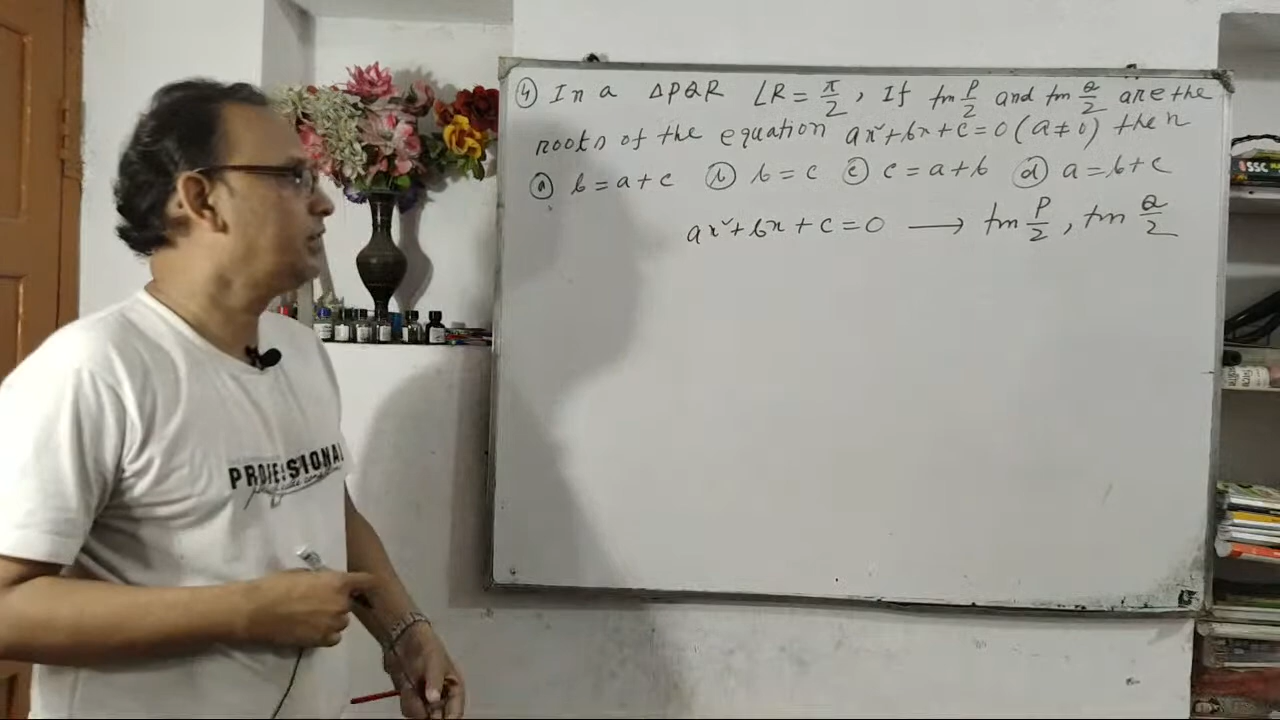 ④ In a ΔPQR ∠R = π/2, If tan P/2 and tan Q/2 are the
roots of the equation ax²+bx+c=0 (a≠0) then
ⓐ b=a+c ⓑ b=c ⓒ c=a+b ⓓ a=b+c
ax²+bx+c=0 ⟶ tan P/2, tan Q/2
PROFESSIONAL
SSC